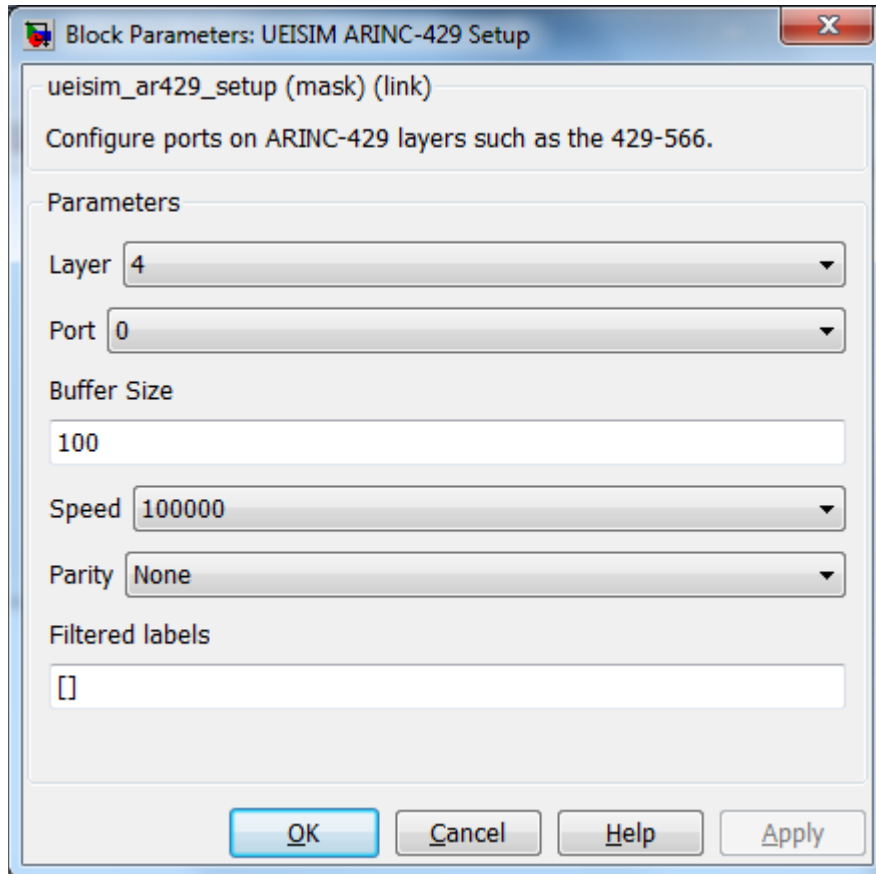 Block Parameters: UEISIM ARINC-429 Setup
ueisim_ar429_setup (mask) (link)
Configure ports on ARINC-429 layers such as the 429-566.
Parameters
Layer 4
Port 0
Buffer Size
100
Speed 100000
Parity None
Filtered labels
[]
OK Cancel Help Apply